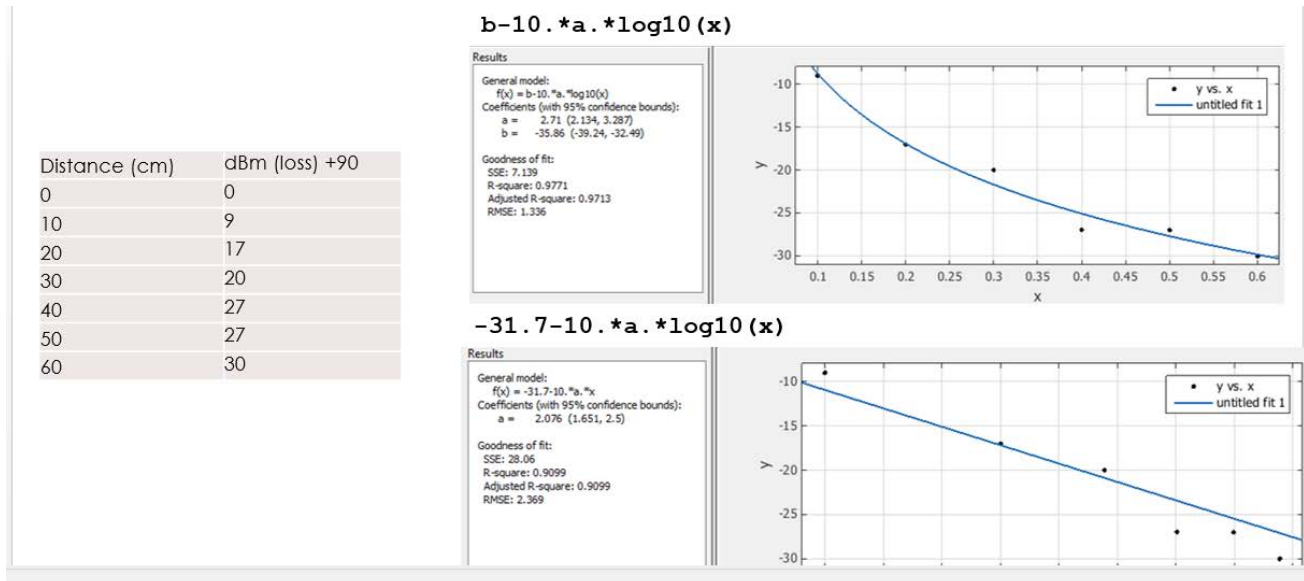 b-10.*a.*log10(x)
Results
General model:
f(x) = b-10.*a.*log10(x)
Coefficients (with 95% confidence bounds):
a = 2.71 (2.134, 3.287)
b = -35.86 (-39.24, -32.49)
Goodness of fit:
SSE: 7.139
R-square: 0.9771
Adjusted R-square: 0.9713
RMSE: 1.336
y vs. x
untitled fit 1
-10
-15
-20
-25
-30
y
0.1 0.15 0.2 0.25 0.3 0.35 0.4 0.45 0.5 0.55 0.6
x
Distance (cm) dBm (loss) +90
0 0
10 9
20 17
30 20
40 27
50 27
60 30
-31.7-10.*a.*log10(x)
Results
General model:
f(x) = -31.7-10.*a.*x
Coefficients (with 95% confidence bounds):
a = 2.076 (1.651, 2.5)
Goodness of fit:
SSE: 28.06
R-square: 0.9099
Adjusted R-square: 0.9099
RMSE: 2.369
y vs. x
untitled fit 1
-10
-15
-20
-25
-30
y